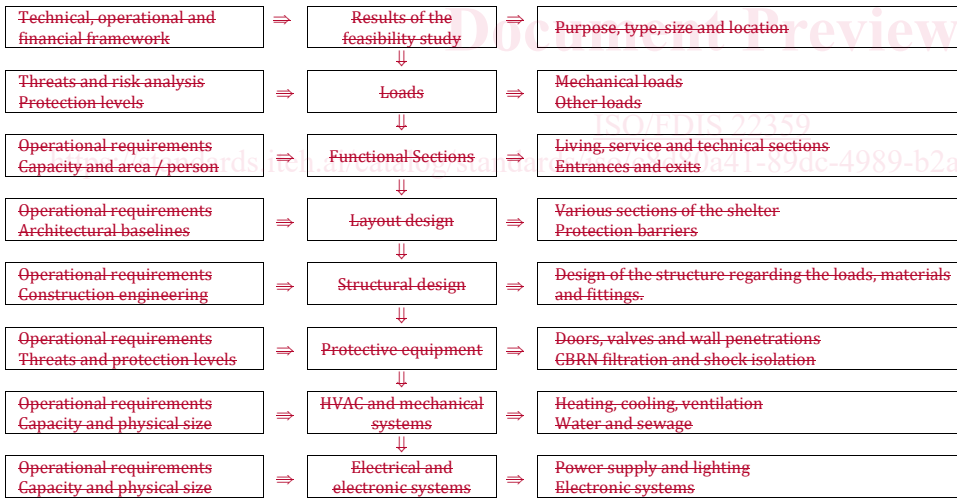 Technical, operational and
financial framework
⇒
Results of the
feasibility study
⇒
Purpose, type, size and location
Document Preview
⇓
Threats and risk analysis
Protection levels
⇒
Loads
⇒
Mechanical loads
Other loads
⇓
ISO/FDIS 22359
Operational requirements
Capacity and area / person
⇒
Functional Sections
⇒
Living, service and technical sections
Entrances and exits
a41-89dc-4989-b2a
⇓
Operational requirements
Architectural baselines
⇒
Layout design
⇒
Various sections of the shelter
Protection barriers
⇓
Operational requirements
Construction engineering
⇒
Structural design
⇒
Design of the structure regarding the loads, materials
and fittings.
⇓
Operational requirements
Threats and protection levels
⇒
Protective equipment
⇒
Doors, valves and wall penetrations
CBRN filtration and shock isolation
⇓
Operational requirements
Capacity and physical size
⇒
HVAC and mechanical
systems
⇒
Heating, cooling, ventilation
Water and sewage
⇓
Operational requirements
Capacity and physical size
⇒
Electrical and
electronic systems
⇒
Power supply and lighting
Electronic systems